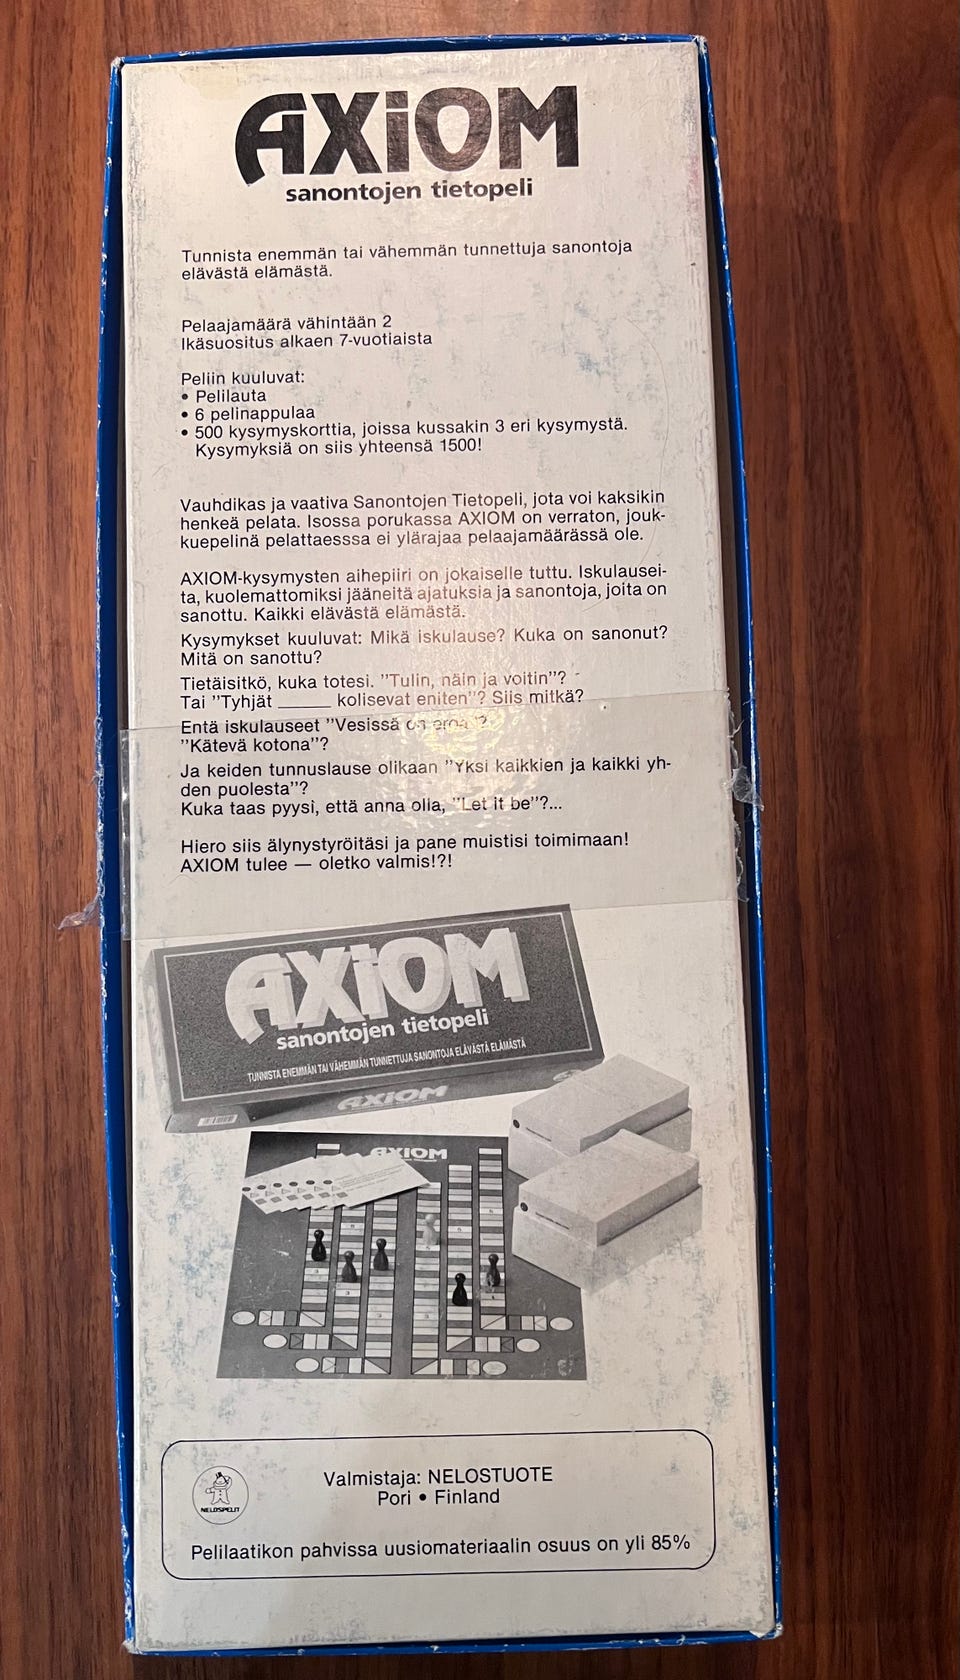 AXiOM
sanontojen tietopeli
Tunnista enemmän tai vähemmän tunnettuja sanontoja
elävästä elämästä.
Pelaajamäärä vähintään 2
Ikäsuositus alkaen 7-vuotiaista
Peliin kuuluvat:
• Pelilauta
• 6 pelinappulaa
• 500 kysymyskorttia, joissa kussakin 3 eri kysymystä.
Kysymyksiä on siis yhteensä 1500!
Vauhdikas ja vaativa Sanontojen Tietopeli, jota voi kaksikin
henkeä pelata. Isossa porukassa AXIOM on verraton, jouk-
kuepelinä pelattaesssa ei ylärajaa pelaajamäärässä ole.
AXIOM-kysymysten aihepiiri on jokaiselle tuttu. Iskulausei-
ta, kuolemattomiksi jääneitä ajatuksia ja sanontoja, joita on
sanottu. Kaikki elävästä elämästä.
Kysymykset kuuluvat: Mikä iskulause? Kuka on sanonut?
Mitä on sanottu?
Tietäisitkö, kuka totesi. ”Tulin, näin ja voitin”?
Tai ”Tyhjät _____ kolisevat eniten”? Siis mitkä?
Entä iskulauseet ”Vesissä on eroa”?
”Kätevä kotona”?
Ja keiden tunnuslause olikaan ”Yksi kaikkien ja kaikki yh-
den puolesta”?
Kuka taas pyysi, että anna olla, ”Let it be”?...
Hiero siis älynystyröitäsi ja pane muistisi toimimaan!
AXIOM tulee — oletko valmis!?!
AXiOM
sanontojen tietopeli
TUNNISTA ENEMMÄN TAI VÄHEMMÄN TUNNETTUJA SANONTOJA ELÄVÄSTÄ ELÄMÄSTÄ
AXiOM
AXIOM
NELOSPELIT
Valmistaja: NELOSTUOTE
Pori • Finland
Pelilaatikon pahvissa uusiomateriaalin osuus on yli 85%